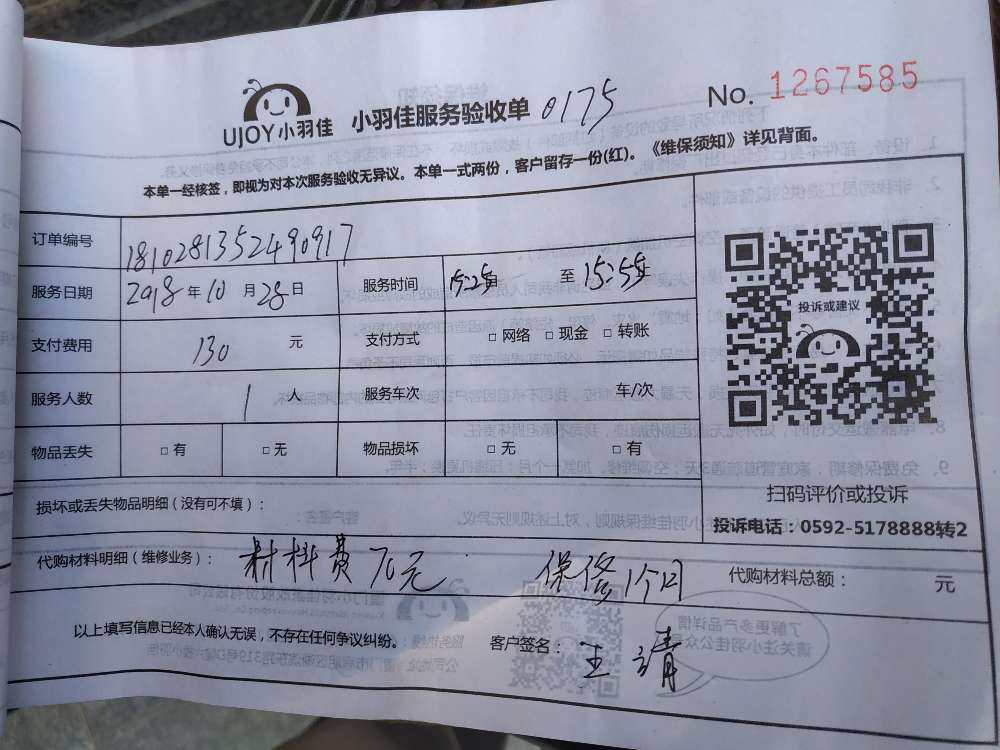 UJOY小羽佳 小羽佳服务验收单 0175 No. 1267585
本单一经核签，即视为对本次服务验收无异议。本单一式两份，客户留存一份(红)。《维保须知》详见背面。
订单编号 1810281352490917
服务日期 2018年10月28日 服务时间 15:25 至 15:55
支付费用 130 元 支付方式 □网络 □现金 □转账
服务人数 1 人 服务车次 车/次
物品丢失 □有 □无 物品损坏 □无 □有
投诉或建议
扫码评价或投诉
投诉电话：0592-5178888转2
损坏或丢失物品明细（没有可不填）：
代购材料明细（维修业务）： 材料费70元 保修1个月 代购材料总额： 元
以上填写信息已经本人确认无误，不存在任何争议纠纷。 客户签名： 王靖